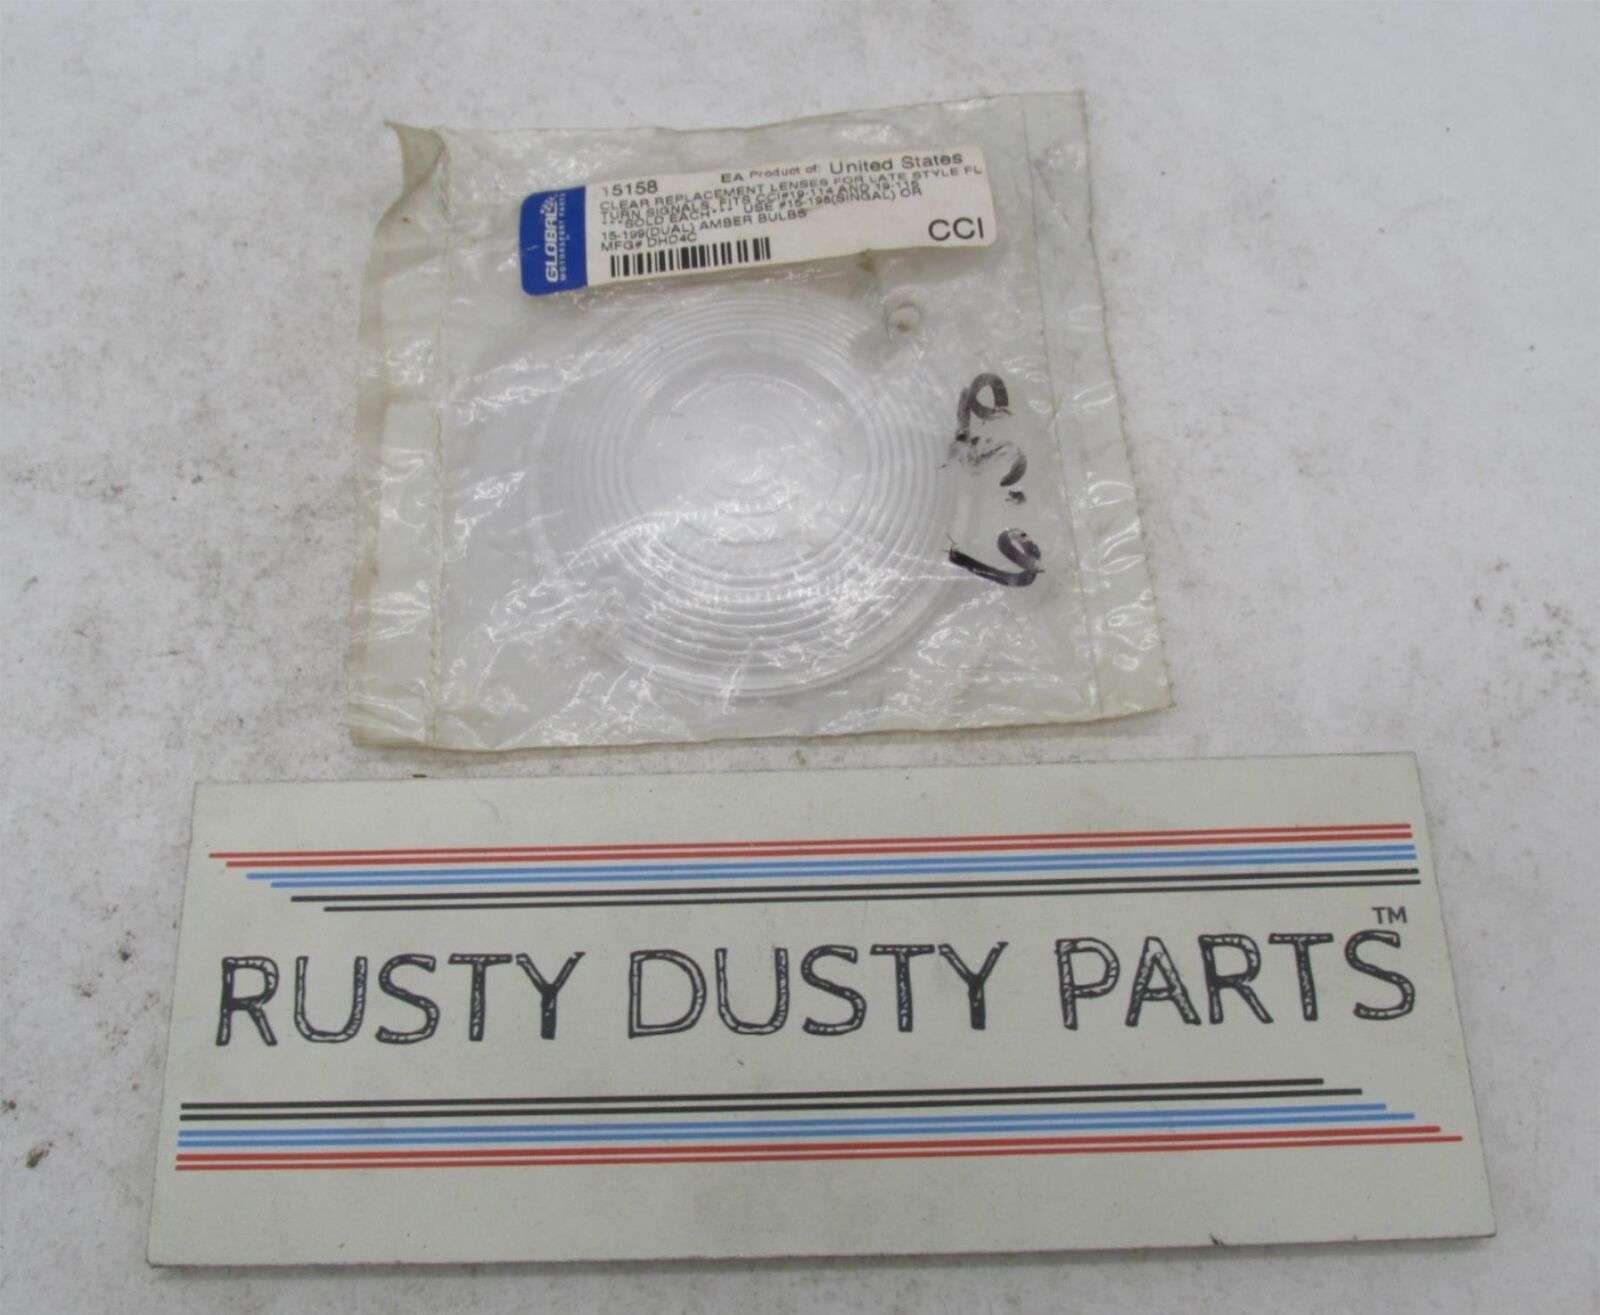 15158
EA Product of: United States
CLEAR REPLACEMENT LENSES FOR LATE STYLE FL
TURN SIGNALS, FITS CCI#19-114 AND 19-115
***SOLD EACH*** USE #15-198(SINGAL) OR
15-199(DUAL) AMBER BULBS
MFG# DHD4C
CCI
GLOBAL
MOTORSPORT PARTS
RUSTY DUSTY PARTS™